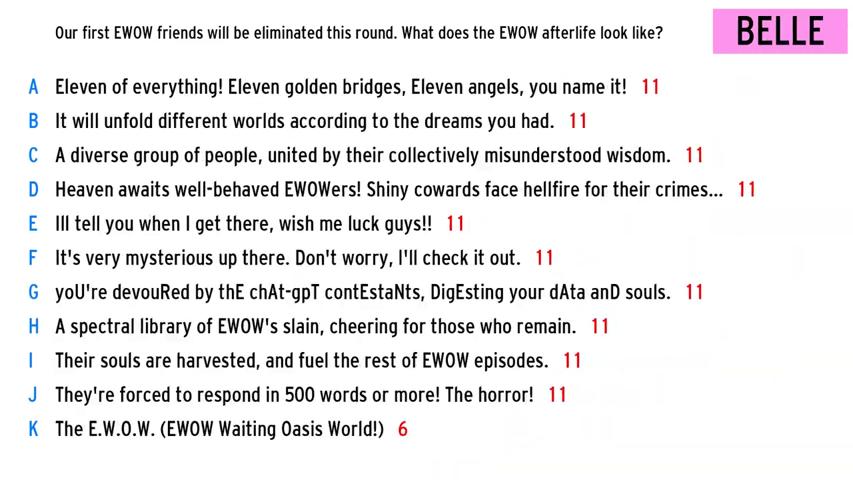 Our first EWOW friends will be eliminated this round. What does the EWOW afterlife look like?
BELLE
A Eleven of everything! Eleven golden bridges, Eleven angels, you name it! 11
B It will unfold different worlds according to the dreams you had. 11
C A diverse group of people, united by their collectively misunderstood wisdom. 11
D Heaven awaits well-behaved EWOWers! Shiny cowards face hellfire for their crimes... 11
E Ill tell you when I get there, wish me luck guys!! 11
F It's very mysterious up there. Don't worry, I'll check it out. 11
G yoU're devouRed by thE chAt-gpT contEstaNts, DigEsting your dAta anD souls. 11
H A spectral library of EWOW's slain, cheering for those who remain. 11
I Their souls are harvested, and fuel the rest of EWOW episodes. 11
J They're forced to respond in 500 words or more! The horror! 11
K The E.W.O.W. (EWOW Waiting Oasis World!) 6